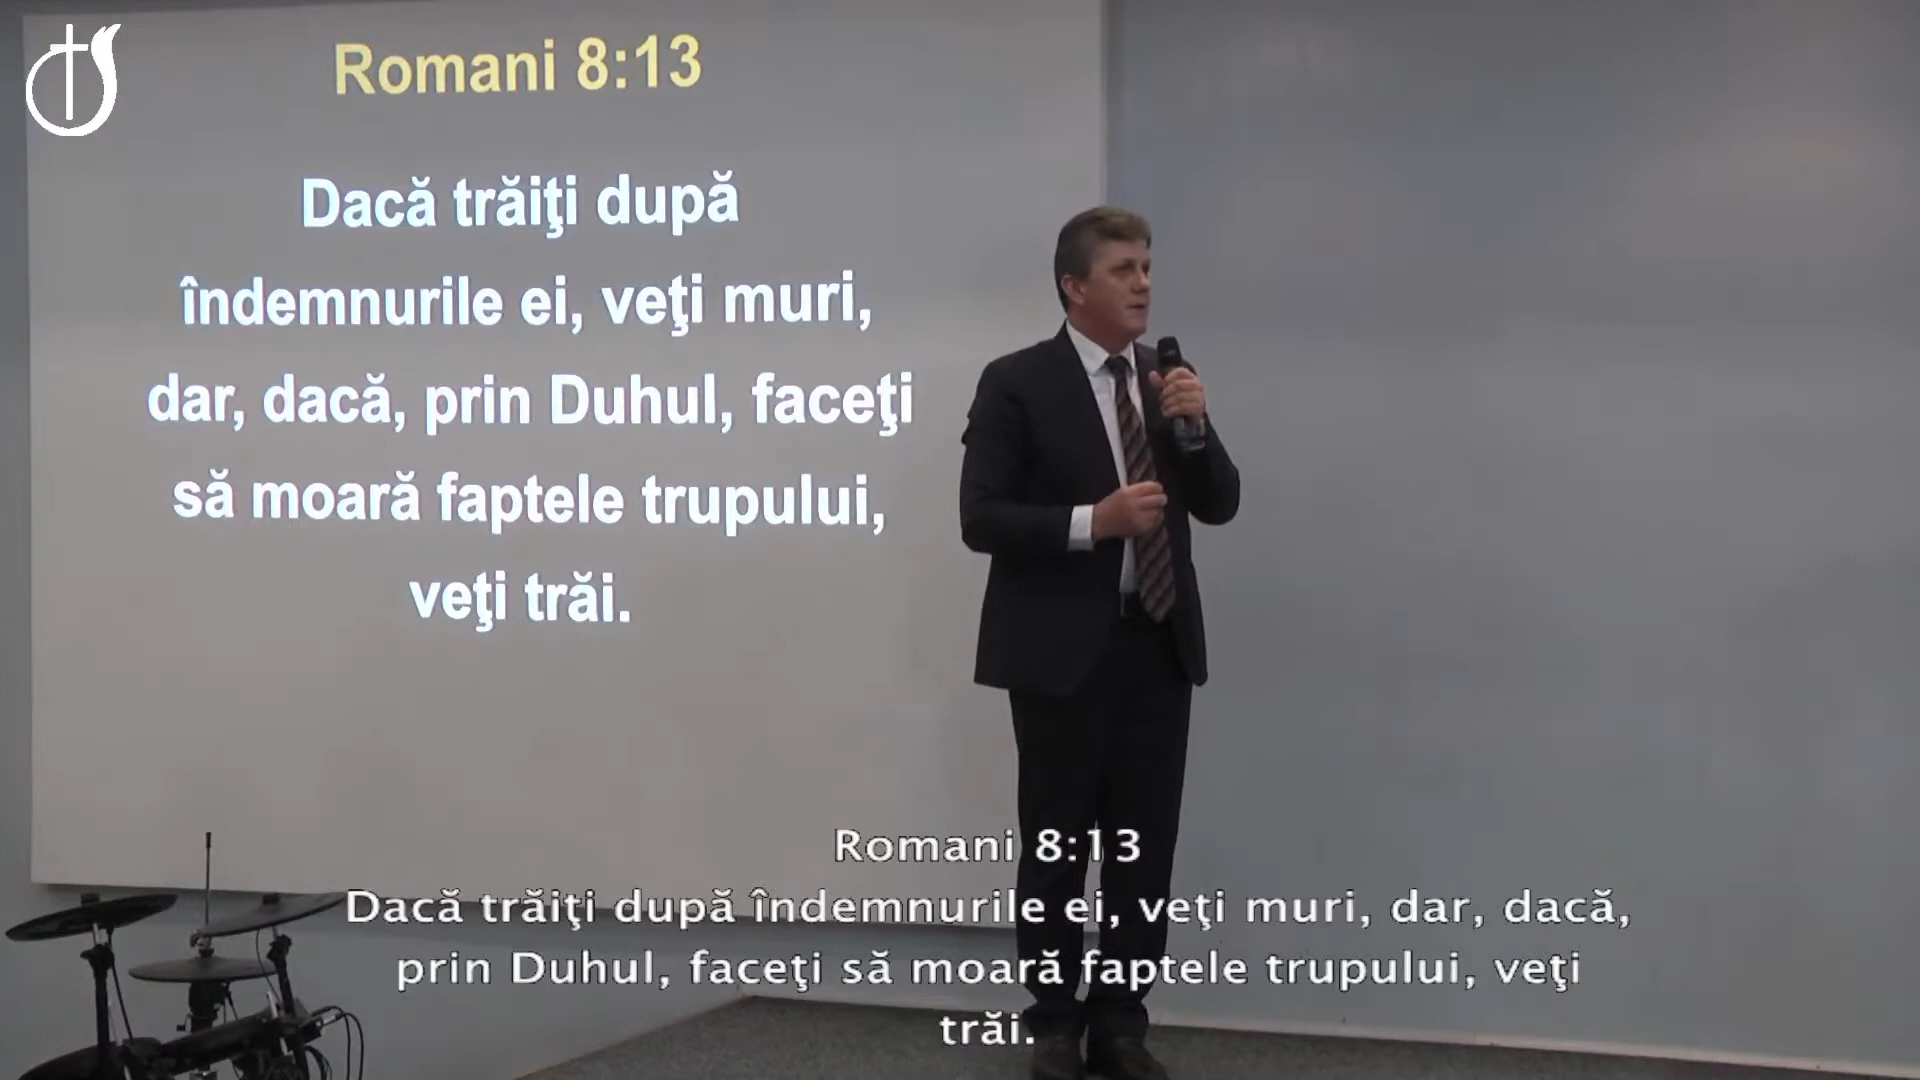 Romani 8:13
Dacă trăiţi după
îndemnurile ei, veţi muri,
dar, dacă, prin Duhul, faceţi
să moară faptele trupului,
veţi trăi.
Romani 8:13
Dacă trăiţi după îndemnurile ei, veţi muri, dar, dacă,
prin Duhul, faceţi să moară faptele trupului, veţi
trăi.